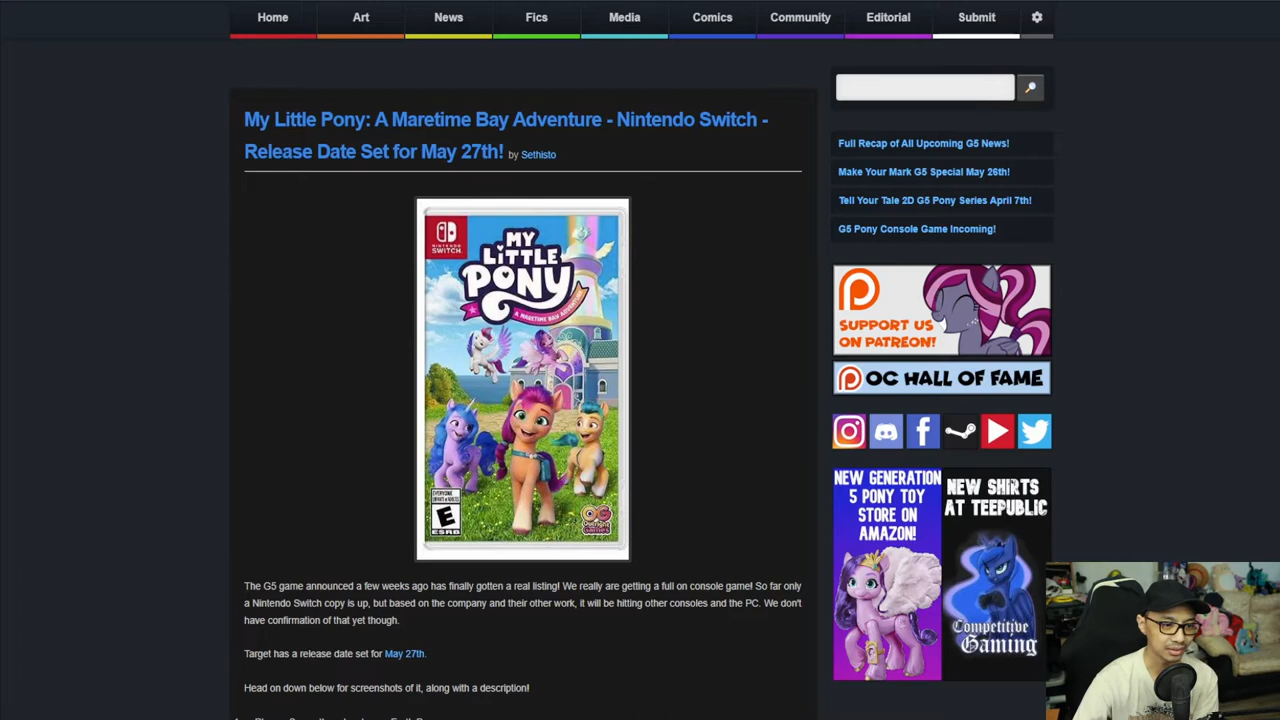 Home Art News Fics Media Comics Community Editorial Submit
My Little Pony: A Maretime Bay Adventure - Nintendo Switch -
Release Date Set for May 27th! by Sethisto
NINTENDO
SWITCH
MY
LITTLE
PONY
A MARETIME BAY ADVENTURE
EVERYONE
E
ESRB
OG
Outright
Games
The G5 game announced a few weeks ago has finally gotten a real listing! We really are getting a full on console game! So far only
a Nintendo Switch copy is up, but based on the company and their other work, it will be hitting other consoles and the PC. We don't
have confirmation of that yet though.
Target has a release date set for May 27th.
Head on down below for screenshots of it, along with a description!
Full Recap of All Upcoming G5 News!
Make Your Mark G5 Special May 26th!
Tell Your Tale 2D G5 Pony Series April 7th!
G5 Pony Console Game Incoming!
SUPPORT US
ON PATREON!
OC HALL OF FAME
NEW GENERATION
5 PONY TOY
STORE ON
AMAZON!
NEW SHIRTS
AT TEEPUBLIC
Competitive
Gaming